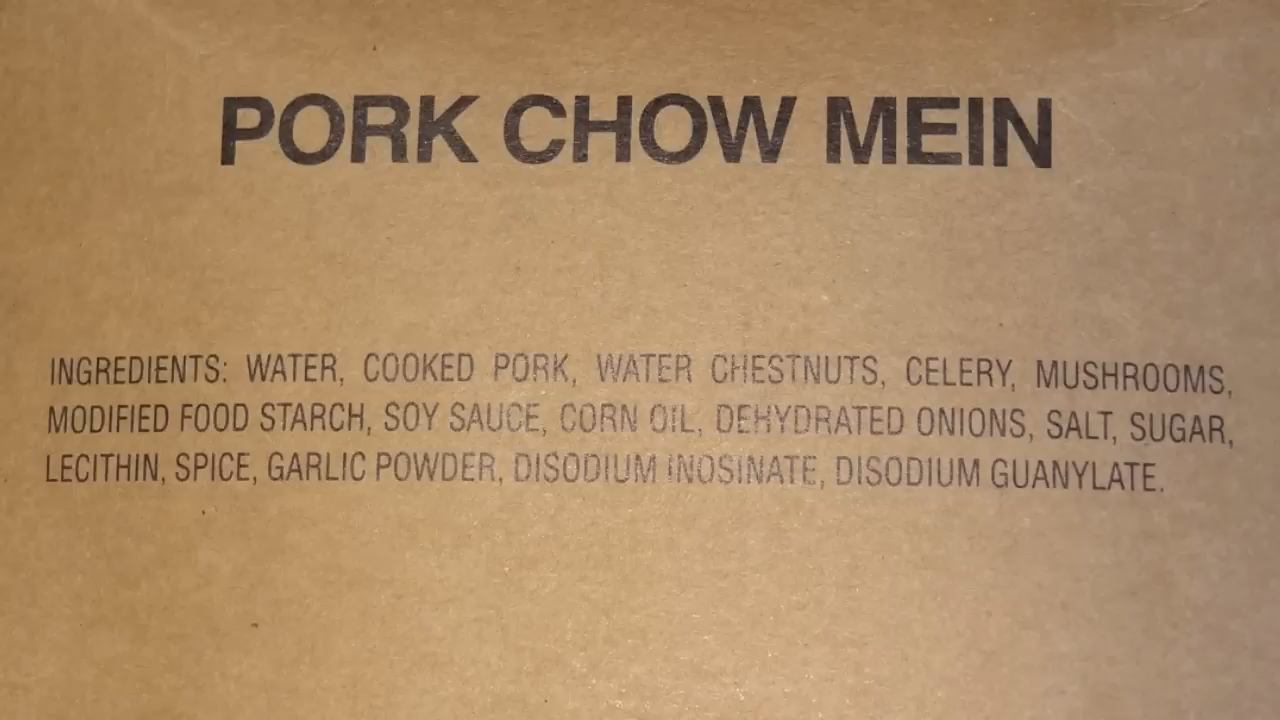 PORK CHOW MEIN
INGREDIENTS: WATER, COOKED PORK, WATER CHESTNUTS, CELERY, MUSHROOMS,
MODIFIED FOOD STARCH, SOY SAUCE, CORN OIL, DEHYDRATED ONIONS, SALT, SUGAR,
LECITHIN, SPICE, GARLIC POWDER, DISODIUM INOSINATE, DISODIUM GUANYLATE.